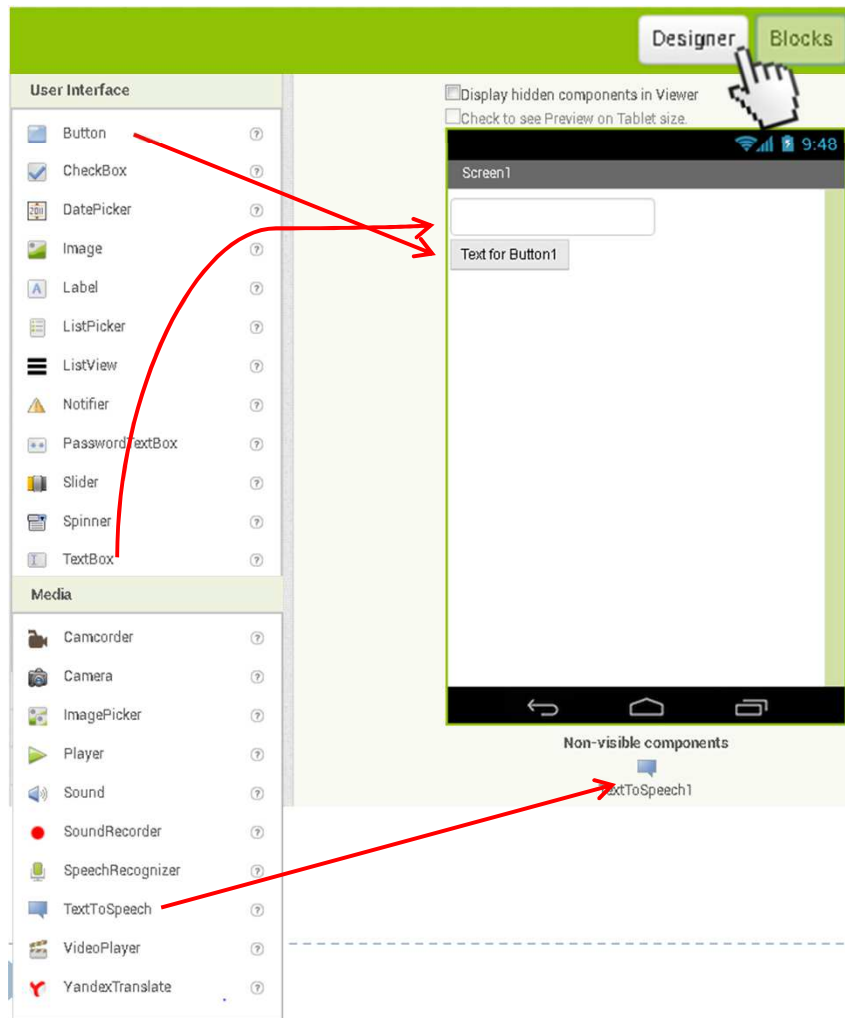 Designer
Blocks
User Interface
Button
CheckBox
DatePicker
Image
Label
ListPicker
ListView
Notifier
PasswordTextBox
Slider
Spinner
TextBox
Media
Camcorder
Camera
ImagePicker
Player
Sound
SoundRecorder
SpeechRecognizer
TextToSpeech
VideoPlayer
YandexTranslate
Display hidden components in Viewer
Check to see Preview on Tablet size.
9:48
Screen1
Text for Button1
Non-visible components
TextToSpeech1